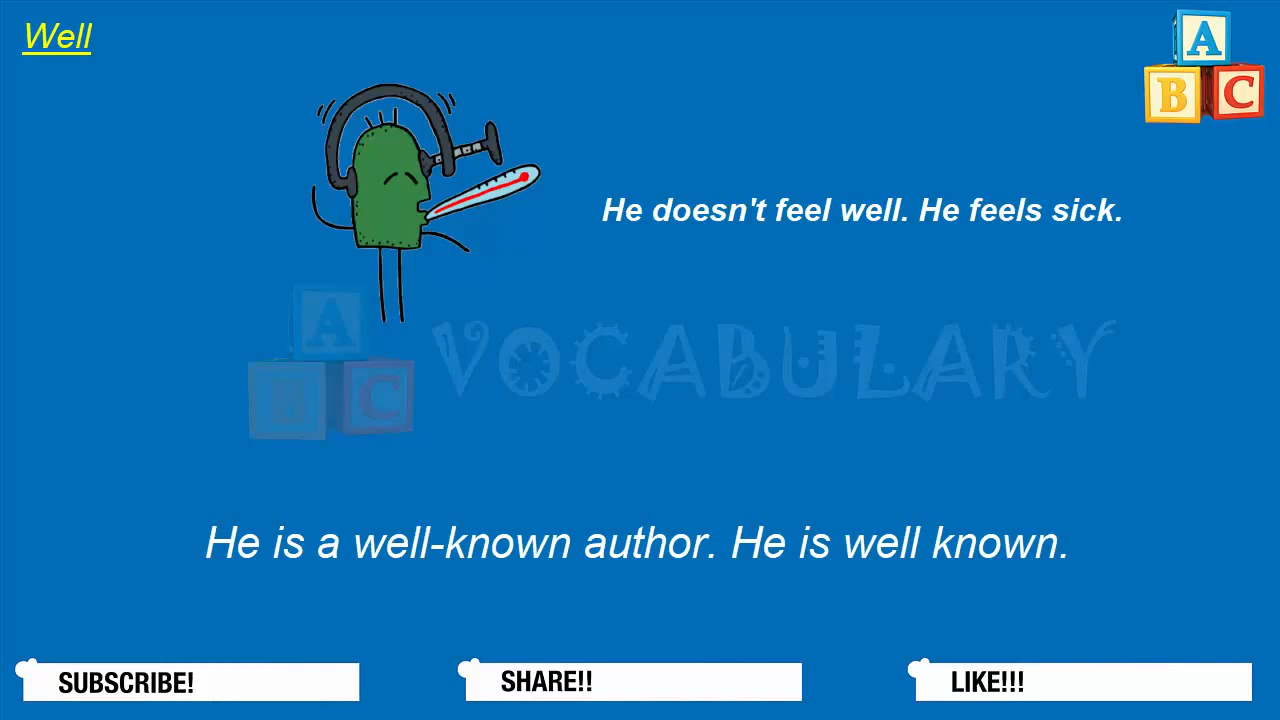 Well
A
B C
He doesn't feel well. He feels sick.
A
B C
VOCABULARY
He is a well-known author. He is well known.
SUBSCRIBE!
SHARE!!
LIKE!!!